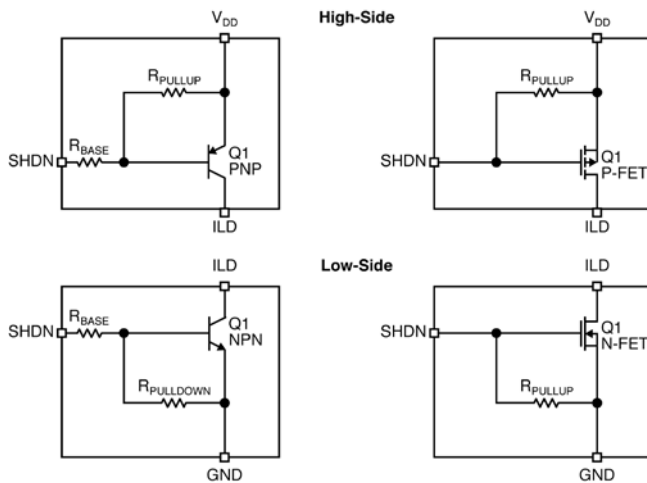 V_DD High-Side V_DD
R_PULLUP R_PULLUP
R_BASE
SHDN Q1 PNP SHDN Q1 P-FET
ILD ILD
ILD Low-Side ILD
R_BASE
SHDN Q1 NPN SHDN Q1 N-FET
R_PULLDOWN R_PULLUP
GND GND